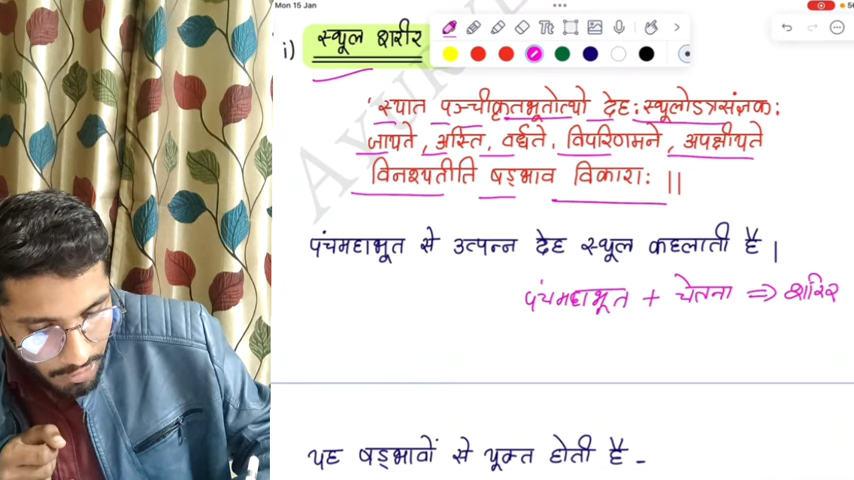 Mon 15 Jan
i) स्थूल शरीर
'स्यात पञ्चीकृतभूतोत्थो देहः स्थूलोऽत्रसंज्ञकः
जायते, अस्ति, वर्धते, विपरिणमने, अपक्षीयते
विनश्यतीति षड्भाव विकाराः ||
पंचमहाभूत से उत्पन्न देह स्थूल कहलाती है |
पंचमहाभूत + चेतना => शरिर
यह षड्भावों से यूक्त होती है -